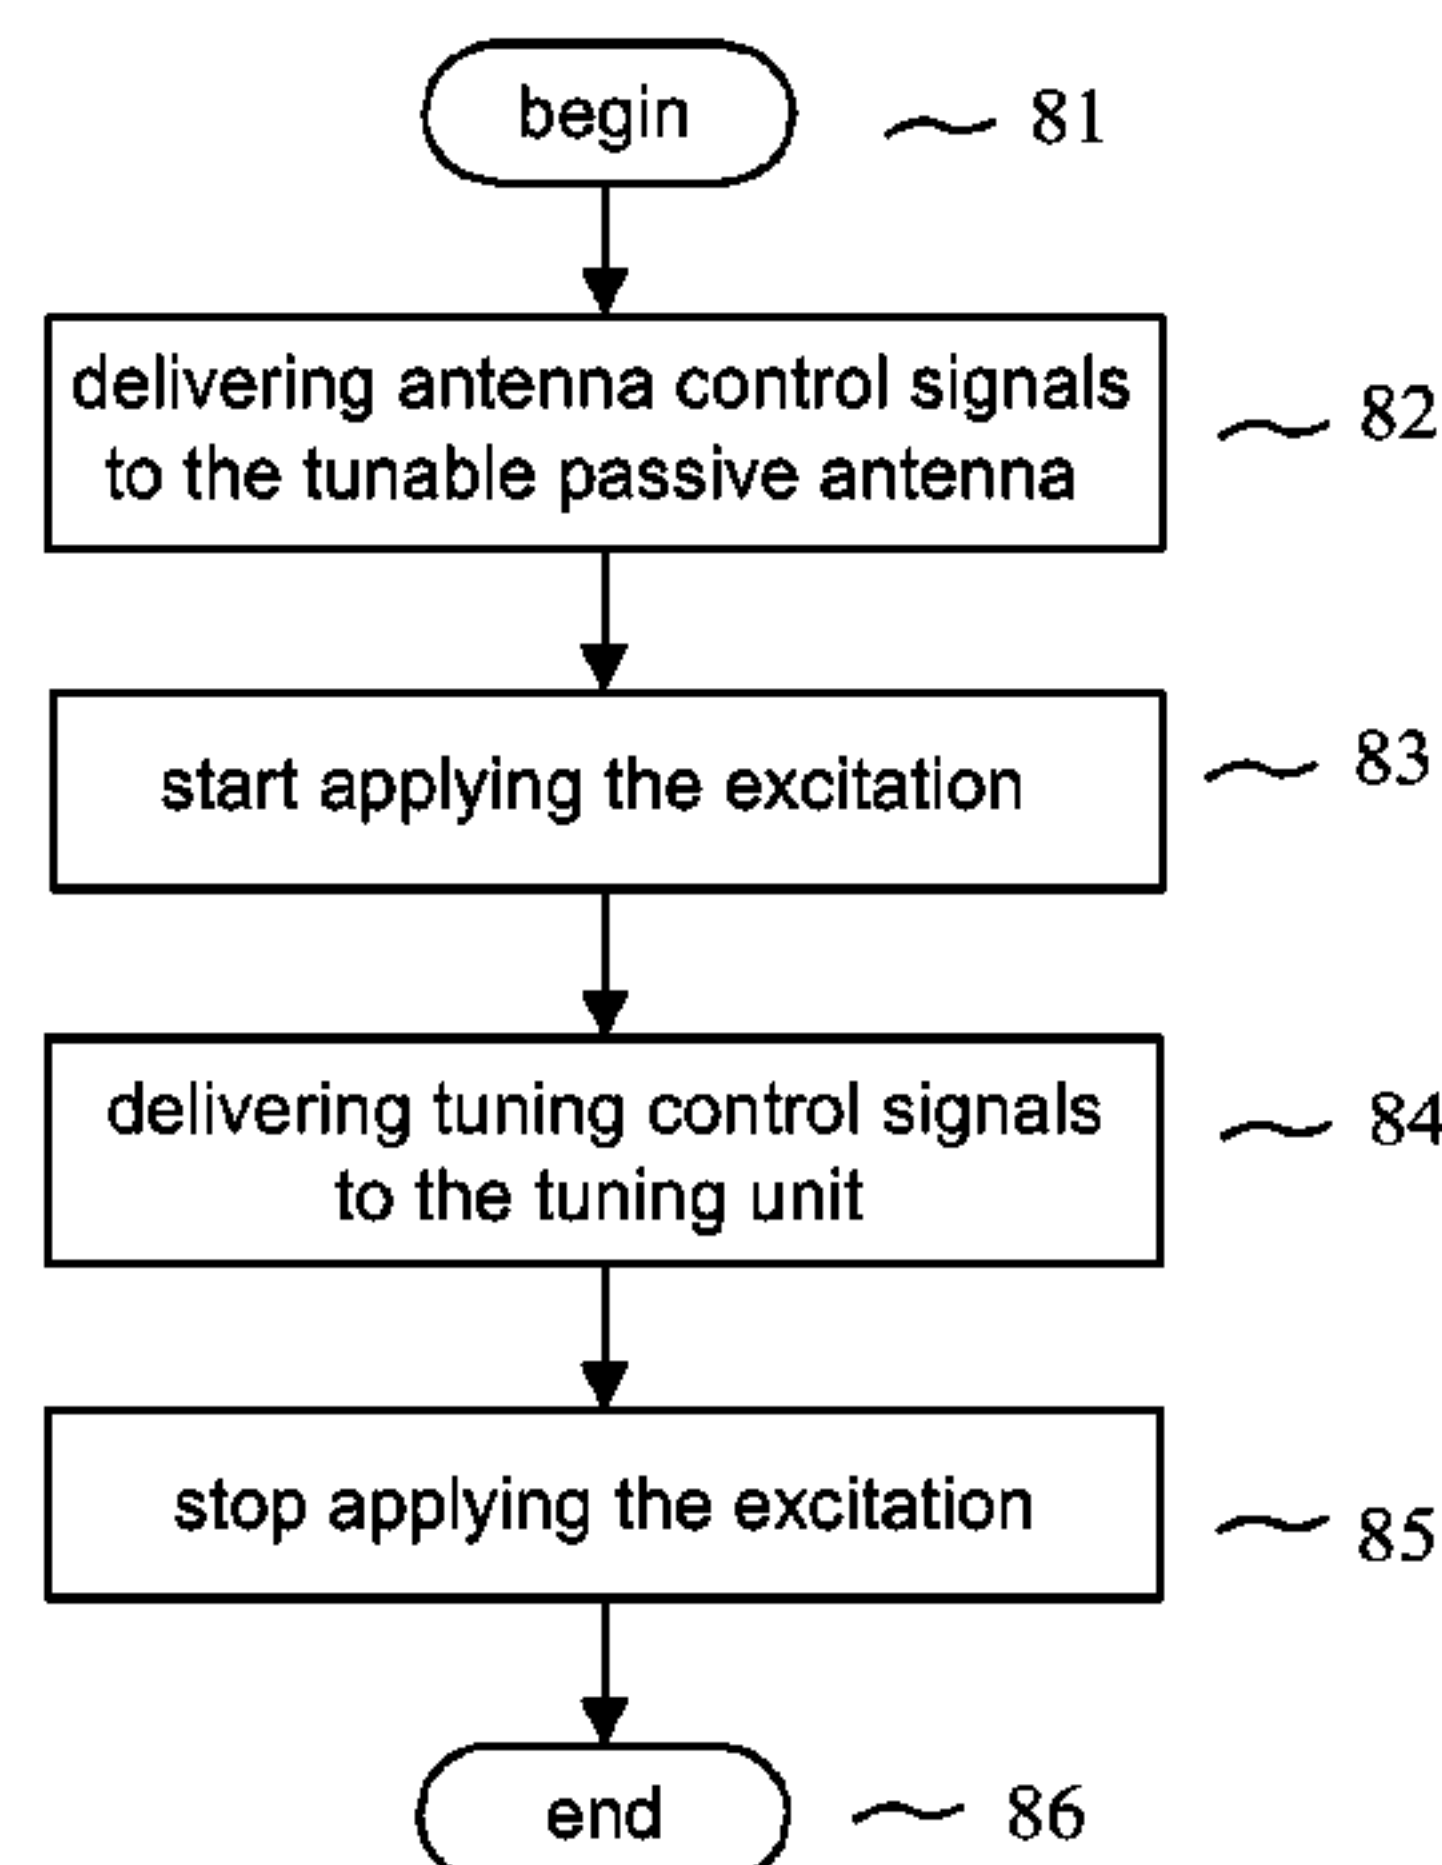 begin
81
delivering antenna control signals
to the tunable passive antenna
82
start applying the excitation
83
delivering tuning control signals
to the tuning unit
84
stop applying the excitation
85
end
86